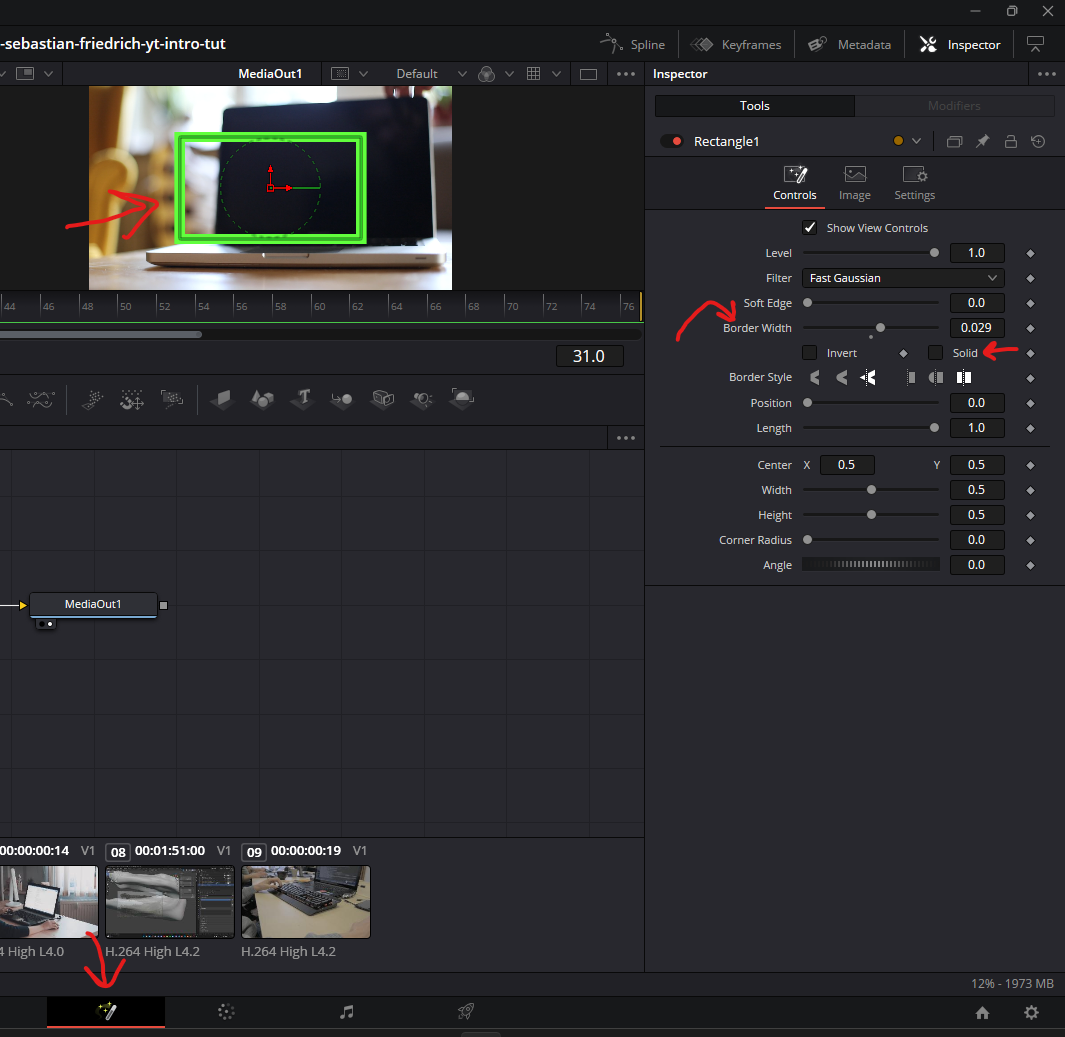 -sebastian-friedrich-yt-intro-tut
Spline Keyframes Metadata Inspector
MediaOut1 Default
Inspector
Tools Modifiers
Rectangle1
Controls Image Settings
Show View Controls
Level 1.0
Filter Fast Gaussian
Soft Edge 0.0
Border Width 0.029
Invert Solid
Border Style
Position 0.0
Length 1.0
Center X 0.5 Y 0.5
Width 0.5
Height 0.5
Corner Radius 0.0
Angle 0.0
44 46 48 50 52 54 56 58 60 62 64 66 68 70 72 74 76
31.0
T
MediaOut1
00:00:00:14 V1 08 00:01:51:00 V1 09 00:00:00:19 V1
4 High L4.0 H.264 High L4.2 H.264 High L4.2
12% - 1973 MB